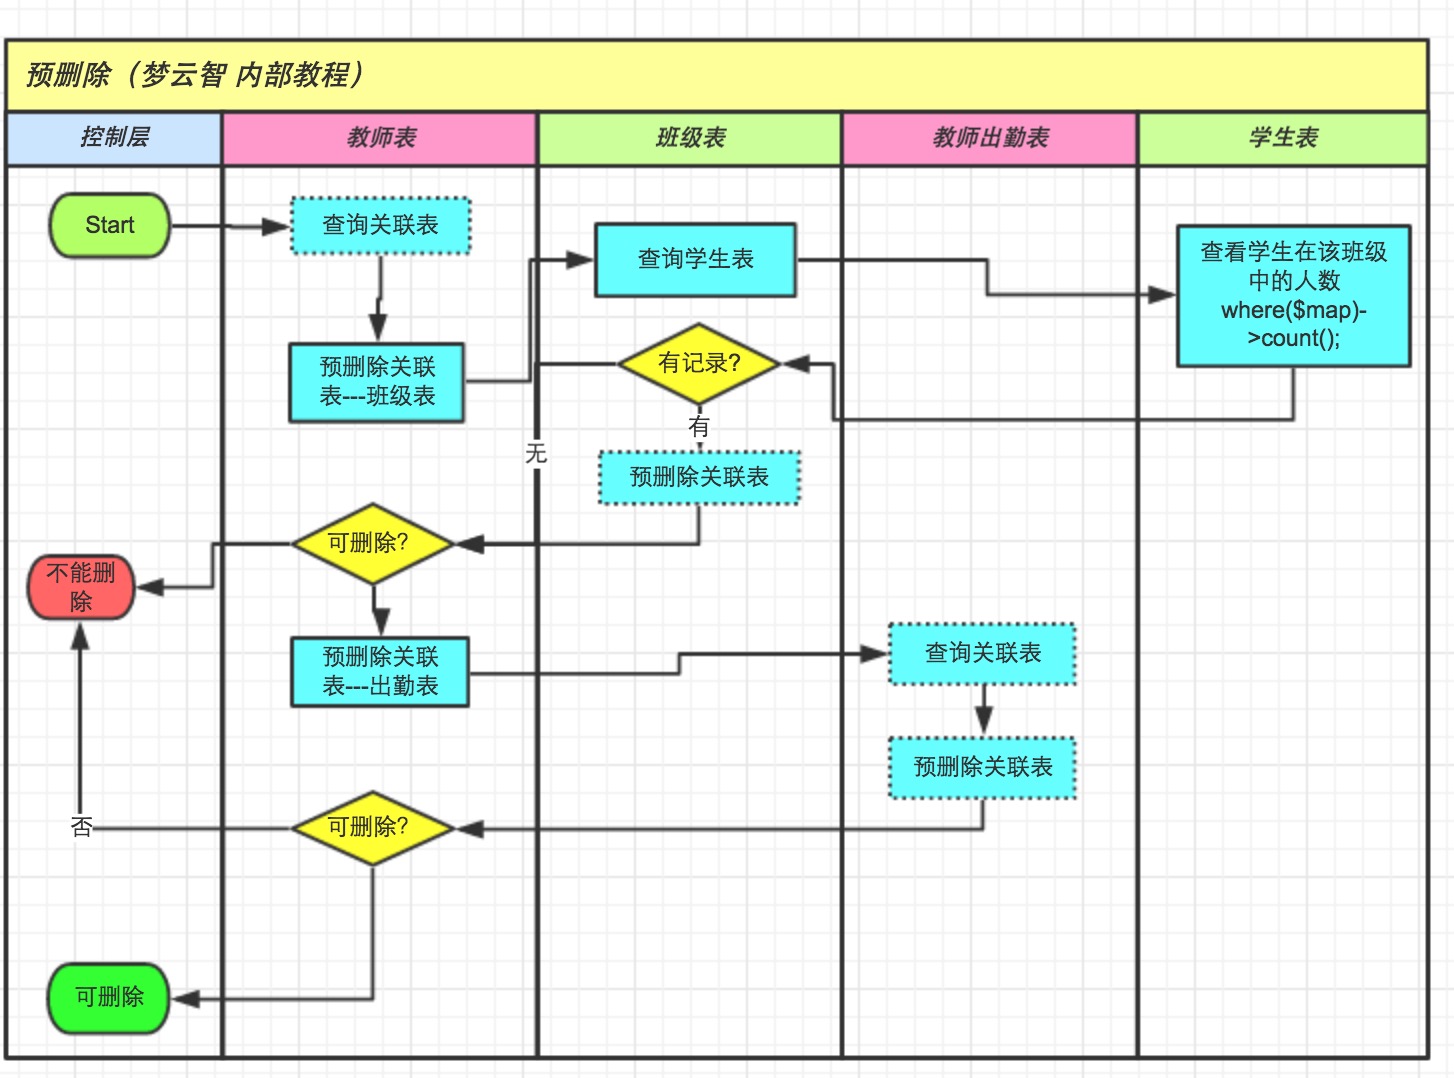 预删除（梦云智 内部教程）
控制层
教师表
班级表
教师出勤表
学生表
Start
查询关联表
查询学生表
查看学生在该班级
中的人数
where($map)-
>count();
预删除关联
表---班级表
有记录?
有
无
预删除关联表
可删除?
不能删
除
预删除关联
表---出勤表
查询关联表
预删除关联表
可删除?
否
可删除